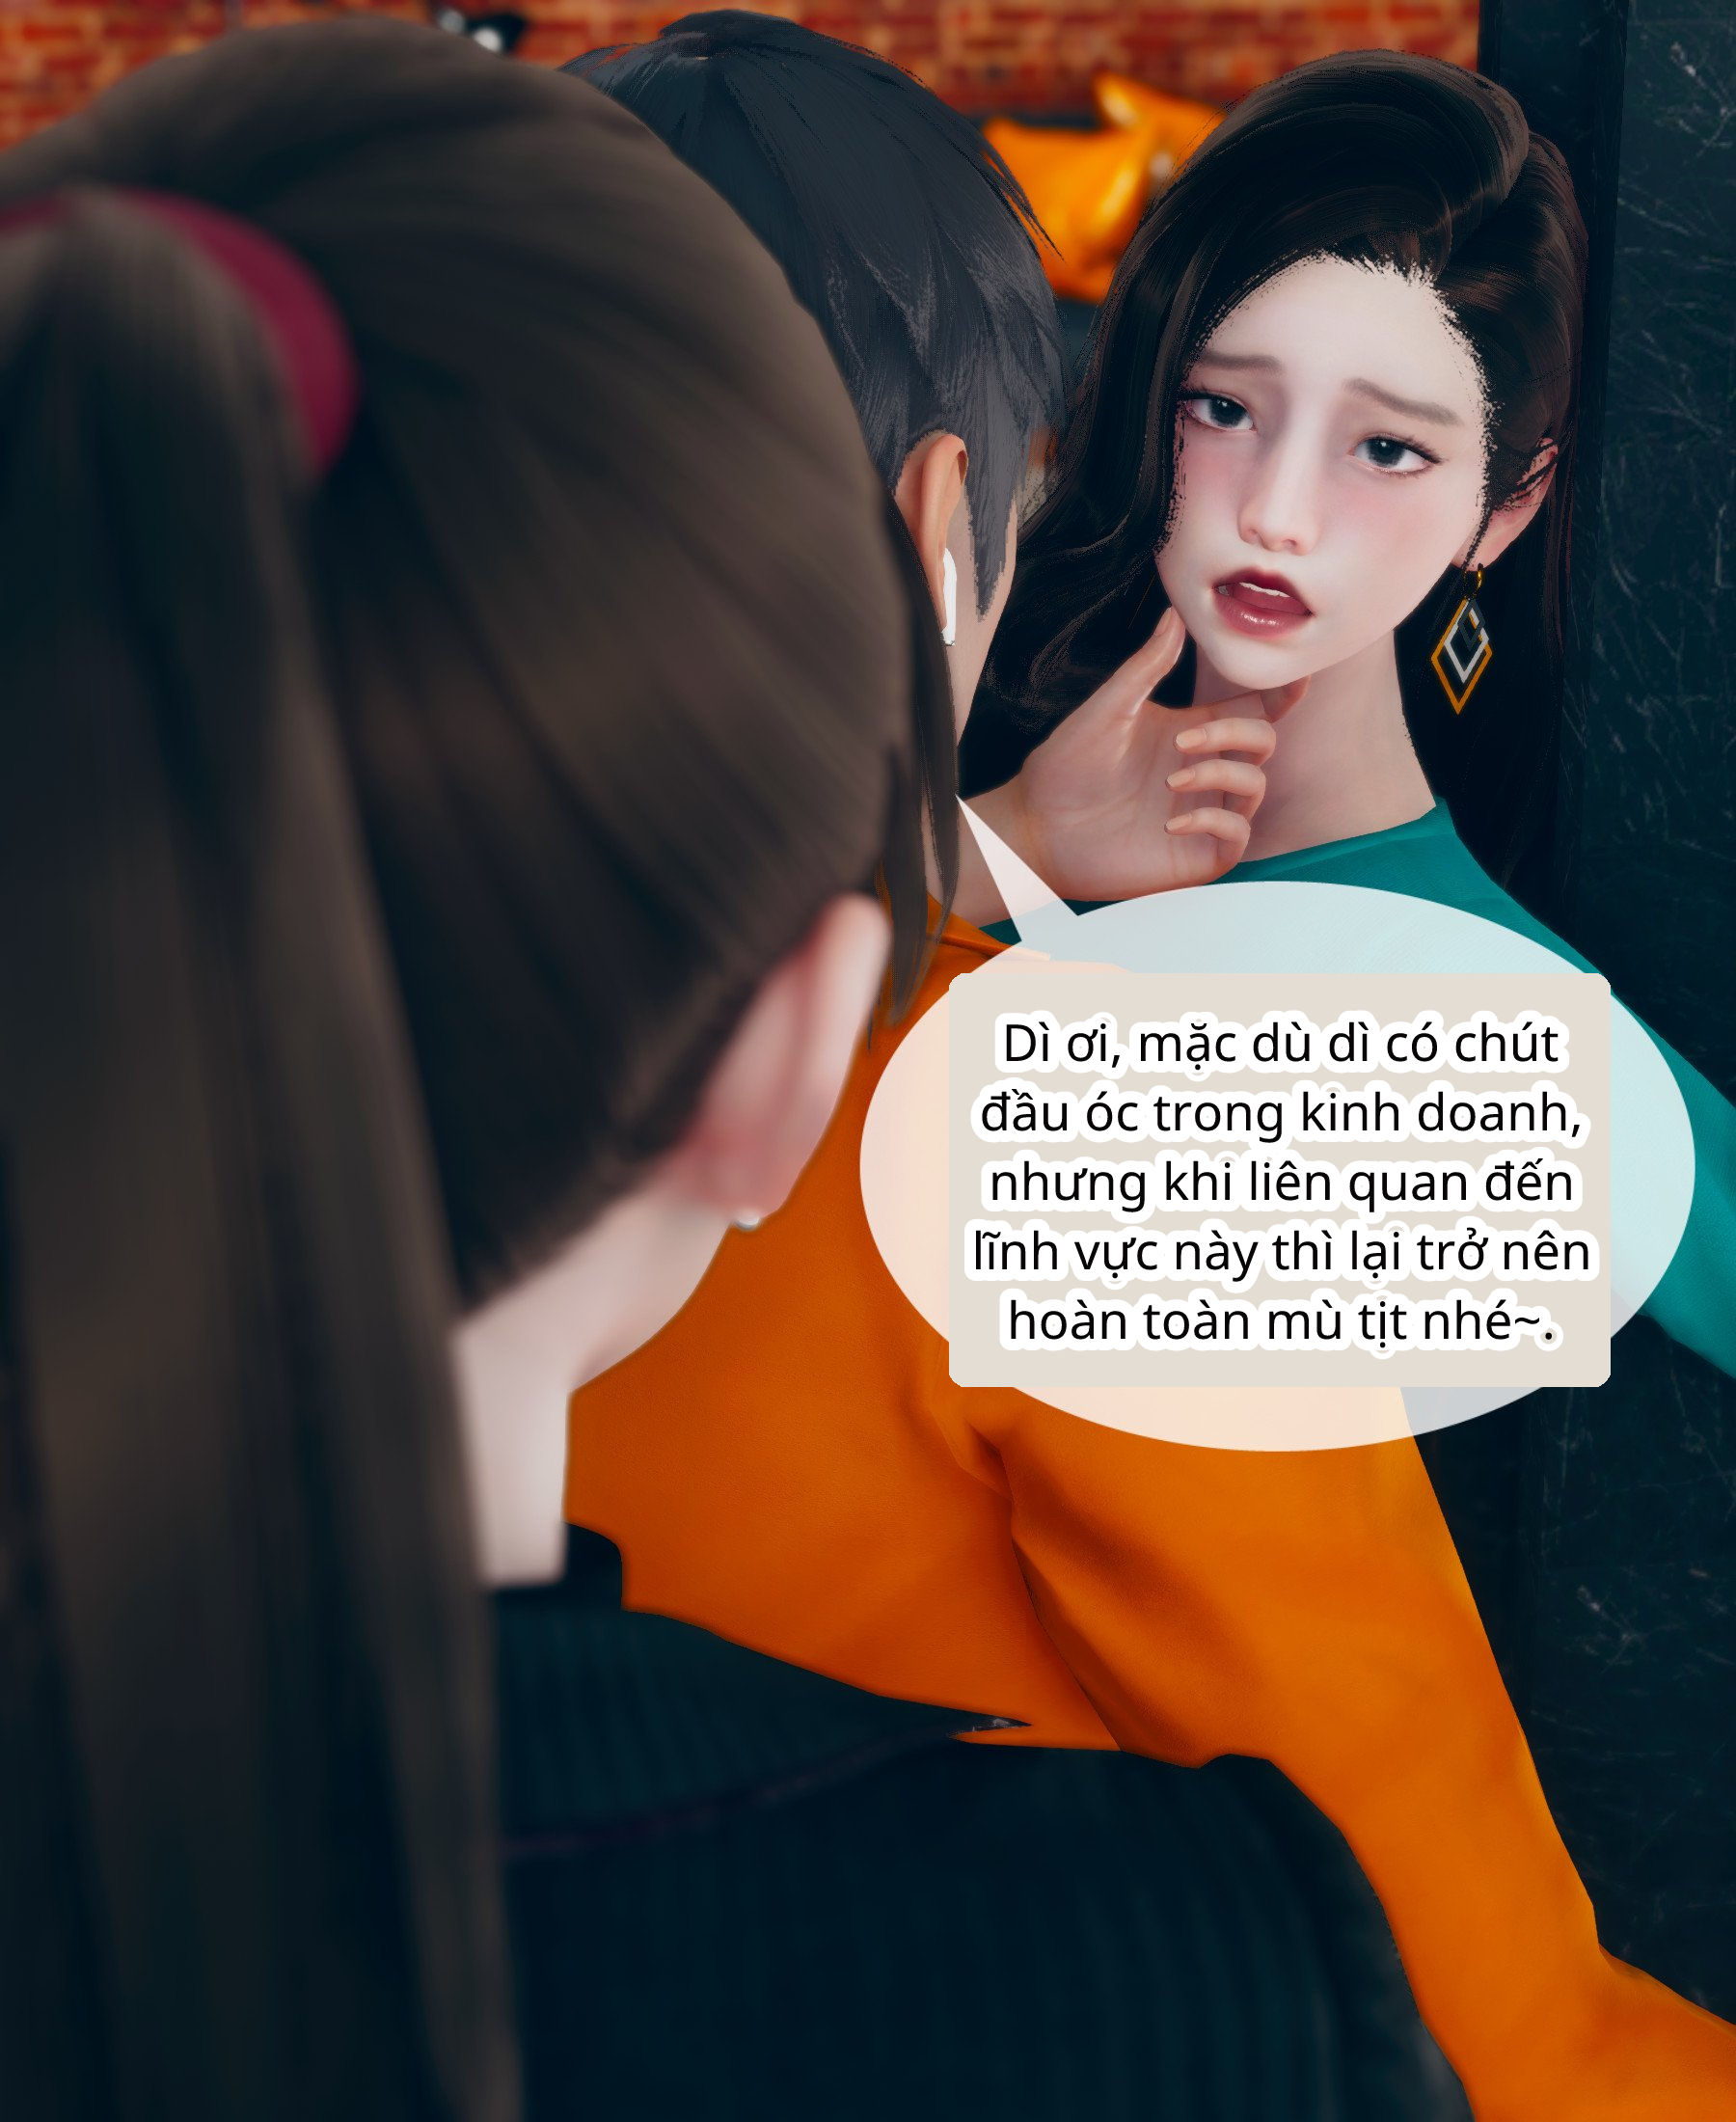 Dì ơi, mặc dù dì có chút
đầu óc trong kinh doanh,
nhưng khi liên quan đến
lĩnh vực này thì lại trở nên
hoàn toàn mù tịt nhé~.